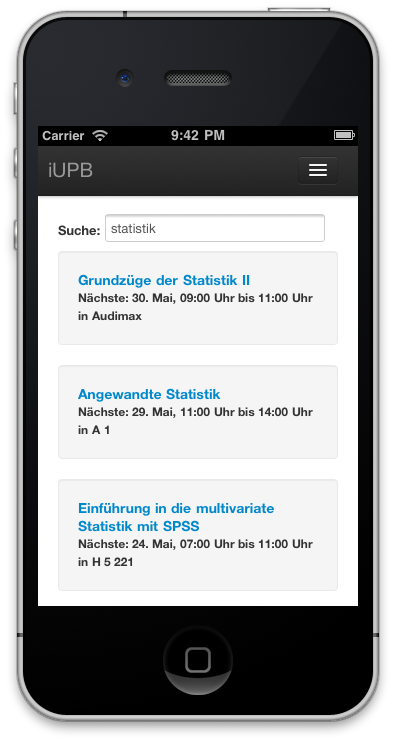 Carrier 9:42 PM
iUPB
Suche: statistik
Grundzüge der Statistik II
Nächste: 30. Mai, 09:00 Uhr bis 11:00 Uhr
in Audimax
Angewandte Statistik
Nächste: 29. Mai, 11:00 Uhr bis 14:00 Uhr
in A 1
Einführung in die multivariate
Statistik mit SPSS
Nächste: 24. Mai, 07:00 Uhr bis 11:00 Uhr
in H 5 221